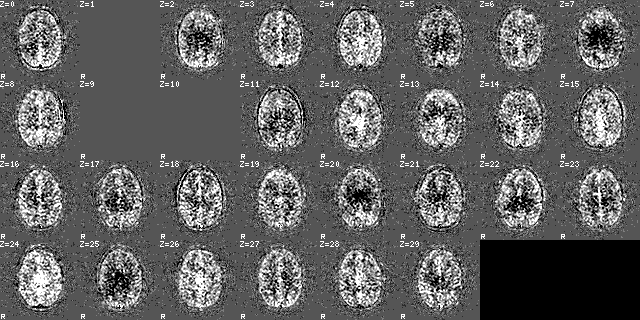 Z=0 Z=1 Z=2 Z=3 Z=4 Z=5 Z=6 Z=7
R R R R R R R R
Z=8 Z=9 Z=10 Z=11 Z=12 Z=13 Z=14 Z=15
R R R R R R R R
Z=16 Z=17 Z=18 Z=19 Z=20 Z=21 Z=22 Z=23
R R R R R R R R
Z=24 Z=25 Z=26 Z=27 Z=28 Z=29
R R R R R R